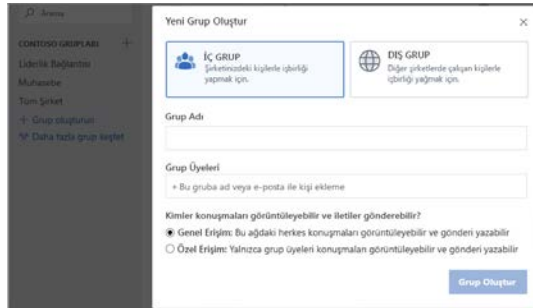 Arama
Yeni Grup Oluştur
CONTOSO GRUPLARI
Liderlik Bağlantısı
Muhasebe
Tüm Şirket
+ Grup oluşturun
Daha fazla grup keşfet
İÇ GRUP
Şirketinizdeki kişilerle işbirliği
yapmak için.
DIŞ GRUP
Diğer şirketlerde çalışan kişilerle
işbirliği yağmak için.
Grup Adı
Grup Üyeleri
+ Bu gruba ad veya e-posta ile kişi ekleme
Kimler konuşmaları görüntüleyebilir ve iletiler gönderebilir?
Genel Erişim: Bu ağdaki herkes konuşmaları görüntüleyebilir ve gönderi yazabilir
Özel Erişim: Yalnızca grup üyeleri konuşmaları görüntüleyebilir ve gönderi yazabilir
Grup Oluştur